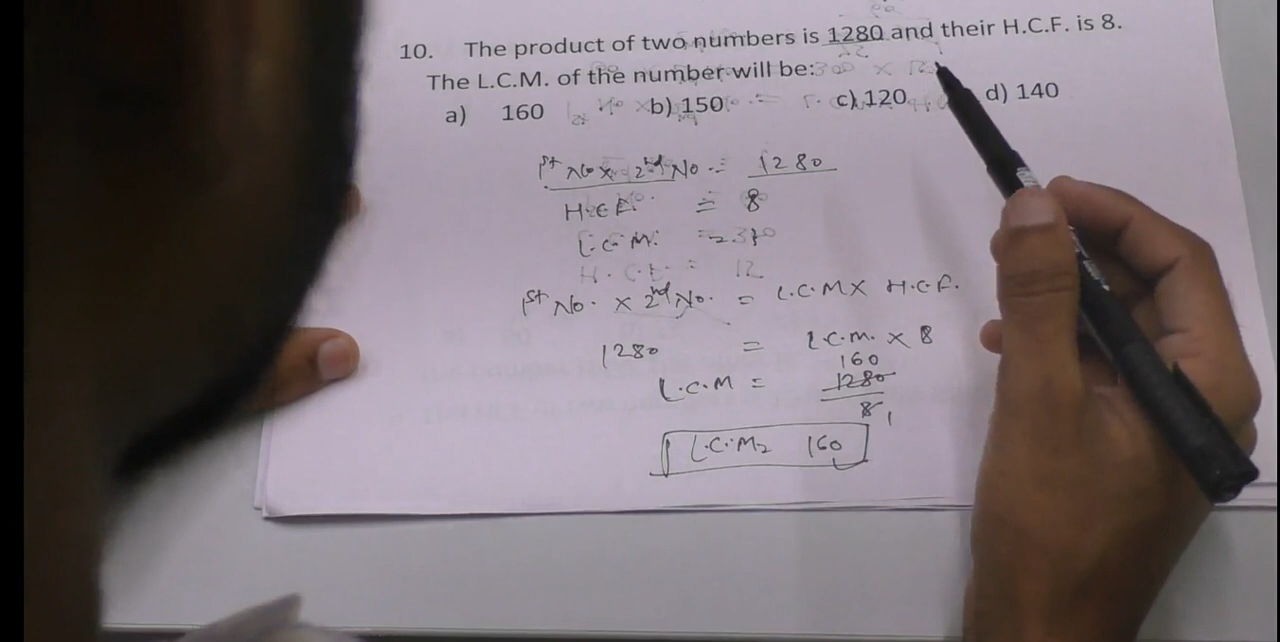 10. The product of two numbers is 1280 and their H.C.F. is 8.
The L.C.M. of the number will be:
a) 160 b) 150 c) 120 d) 140
1st No x 2nd No = 1280
H.C.F. = 8
L.C.M. =
1st No. x 2nd No. = L.C.M x H.C.F.
1280 = L.C.M. x 8
160
L.C.M = 1280
8 1
L.C.M = 160